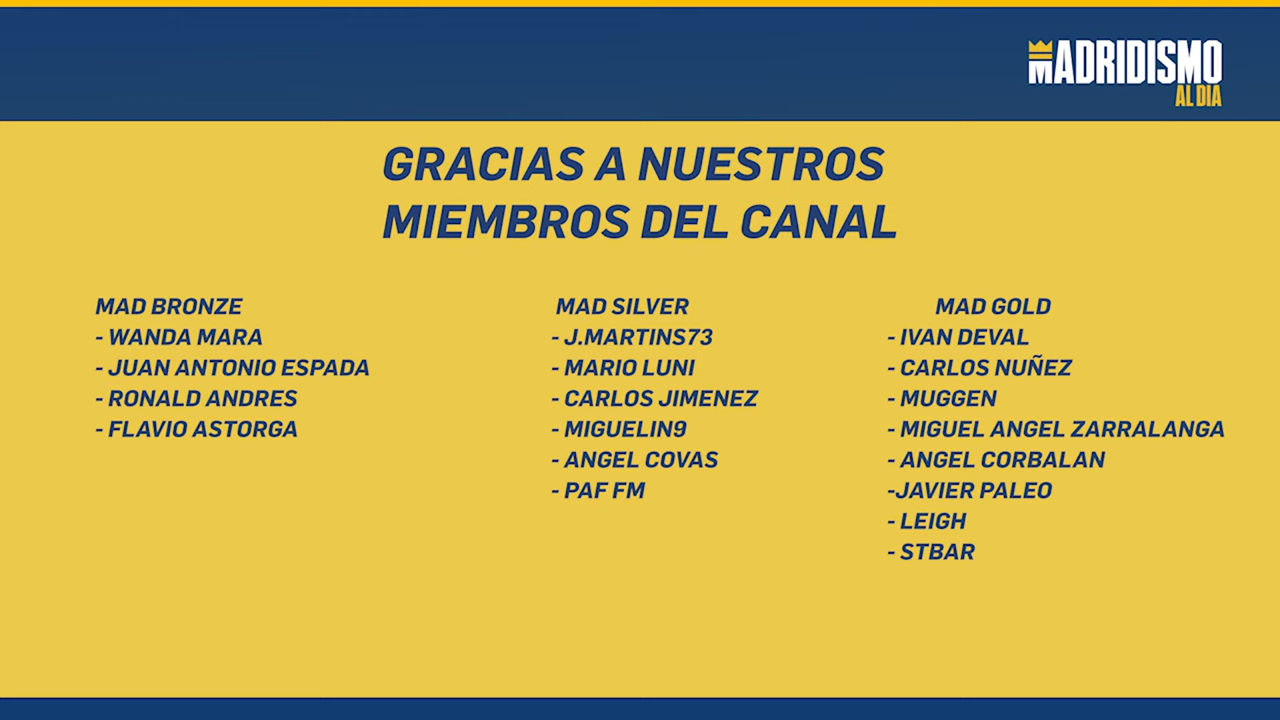 MADRIDISMO
AL DIA
GRACIAS A NUESTROS
MIEMBROS DEL CANAL
MAD BRONZE
- WANDA MARA
- JUAN ANTONIO ESPADA
- RONALD ANDRES
- FLAVIO ASTORGA
MAD SILVER
- J.MARTINS73
- MARIO LUNI
- CARLOS JIMENEZ
- MIGUELIN9
- ANGEL COVAS
- PAF FM
MAD GOLD
- IVAN DEVAL
- CARLOS NUÑEZ
- MUGGEN
- MIGUEL ANGEL ZARRALANGA
- ANGEL CORBALAN
-JAVIER PALEO
- LEIGH
- STBAR